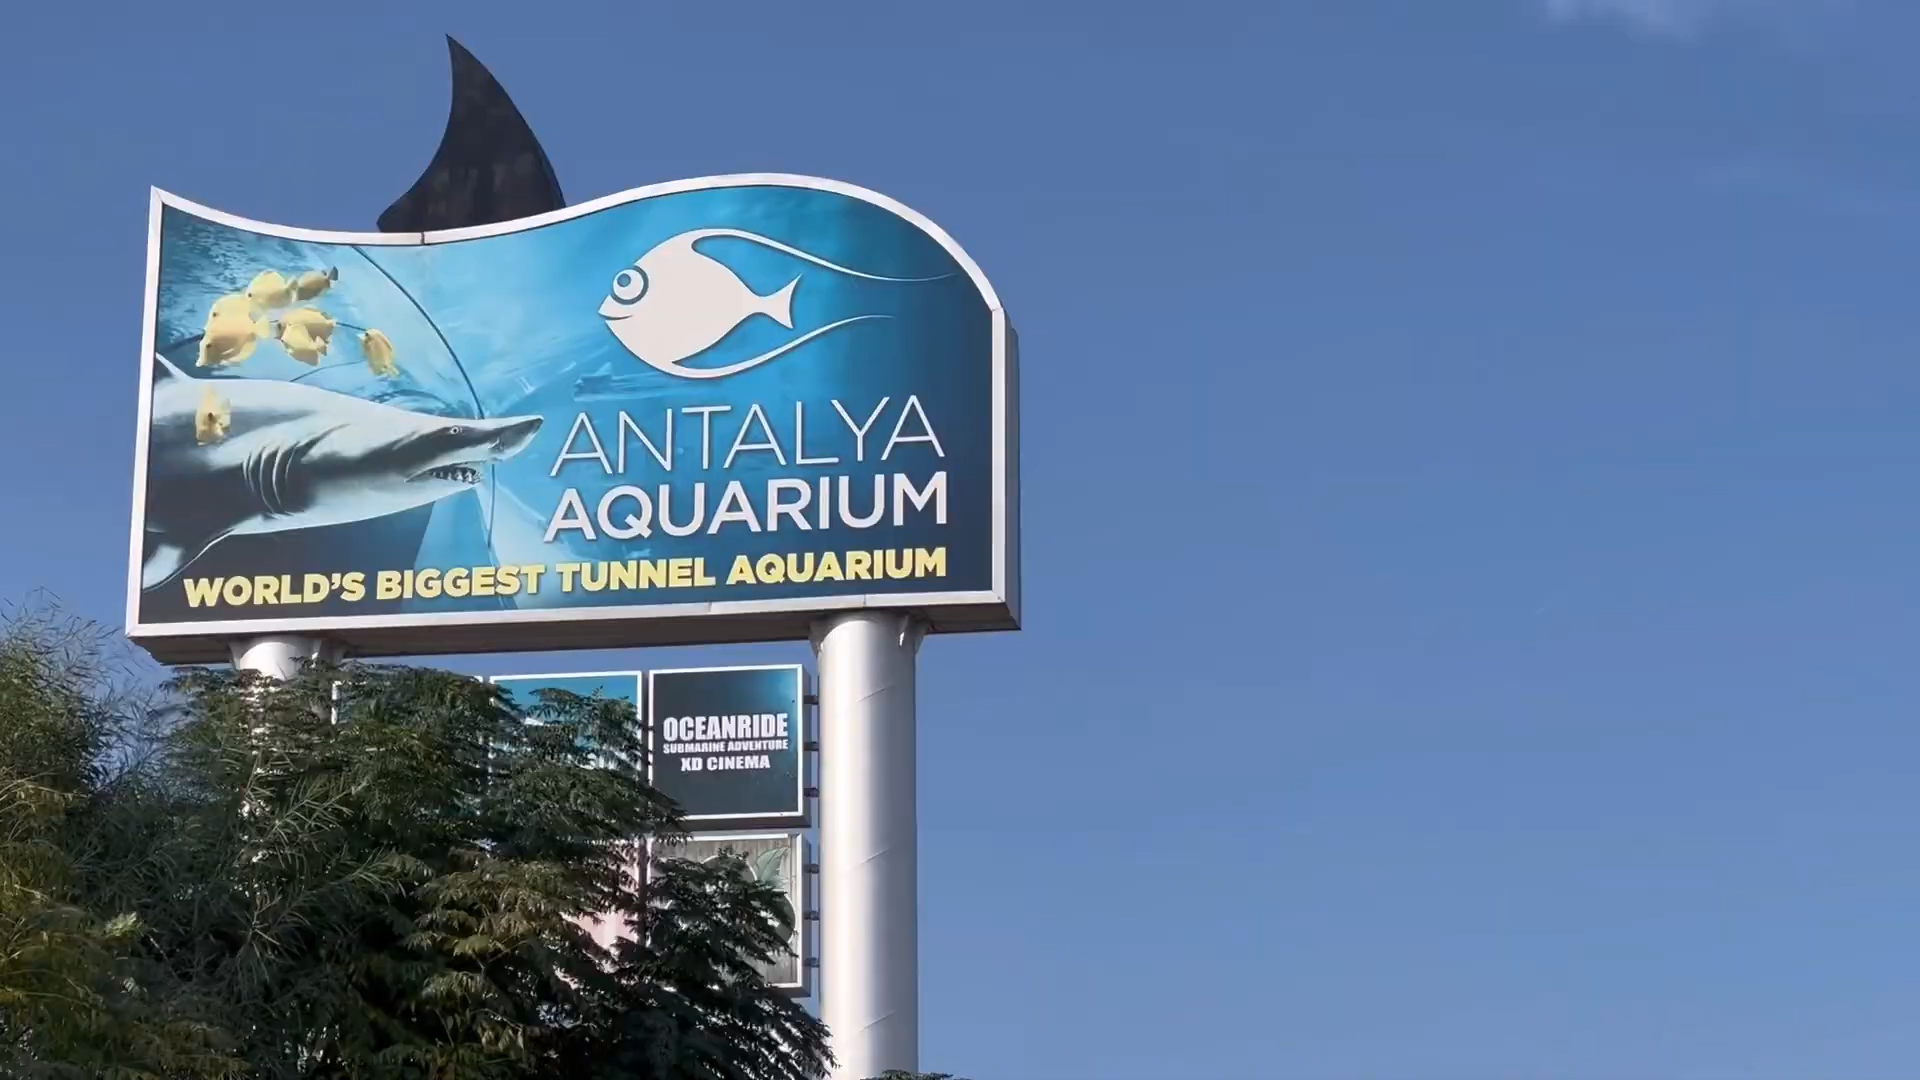 ANTALYA
AQUARIUM
WORLD'S BIGGEST TUNNEL AQUARIUM
OCEANRIDE
SUBMARINE ADVENTURE
XD CINEMA